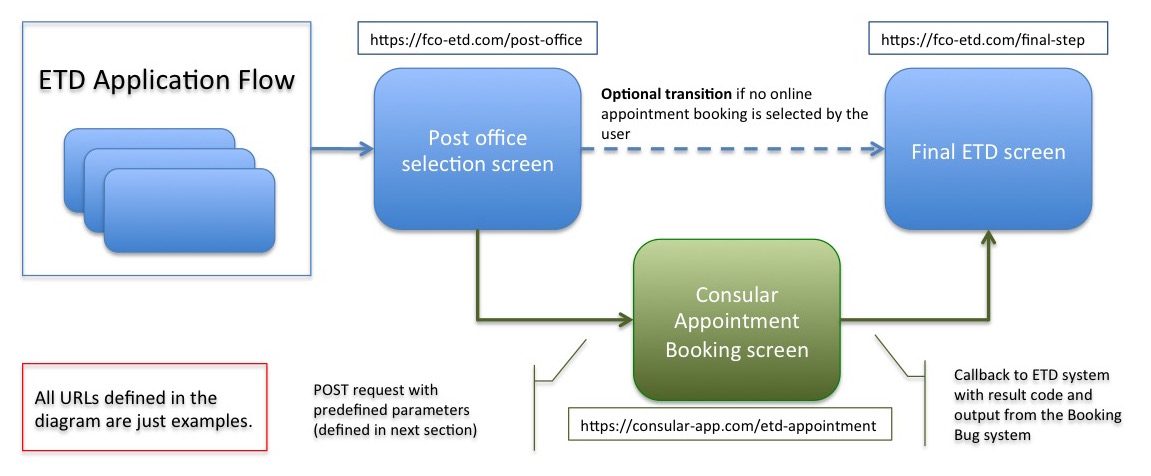 ETD Application Flow
https://fco-etd.com/post-office
Post office
selection screen
Optional transition if no online
appointment booking is selected by the
user
https://fco-etd.com/final-step
Final ETD screen
Consular
Appointment
Booking screen
All URLs defined in the
diagram are just examples.
POST request with
predefined parameters
(defined in next section)
https://consular-app.com/etd-appointment
Callback to ETD system
with result code and
output from the Booking
Bug system